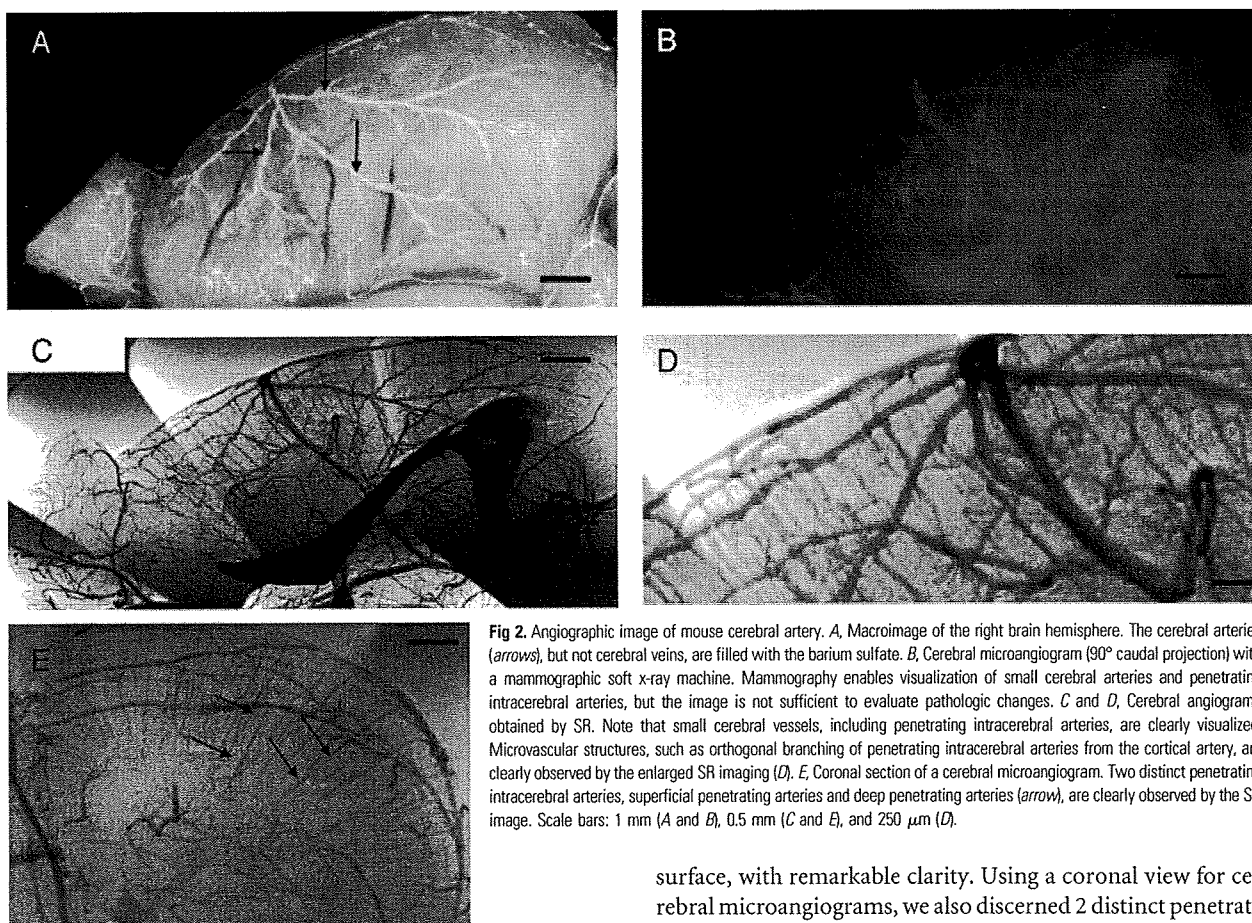 A
B
C
D
E
Fig 2. Angiographic image of mouse cerebral artery. A, Macroimage of the right brain hemisphere. The cerebral arterie
(arrows), but not cerebral veins, are filled with the barium sulfate. B, Cerebral microangiogram (90° caudal projection) wit
a mammographic soft x-ray machine. Mammography enables visualization of small cerebral arteries and penetratin
intracerebral arteries, but the image is not sufficient to evaluate pathologic changes. C and D, Cerebral angiogram
obtained by SR. Note that small cerebral vessels, including penetrating intracerebral arteries, are clearly visualize
Microvascular structures, such as orthogonal branching of penetrating intracerebral arteries from the cortical artery, ar
clearly observed by the enlarged SR imaging (D). E, Coronal section of a cerebral microangiogram. Two distinct penetratin
intracerebral arteries, superficial penetrating arteries and deep penetrating arteries (arrow), are clearly observed by the S
image. Scale bars: 1 mm (A and B), 0.5 mm (C and E), and 250 μm (D).
surface, with remarkable clarity. Using a coronal view for ce
rebral microangiograms, we also discerned 2 distinct penetrat